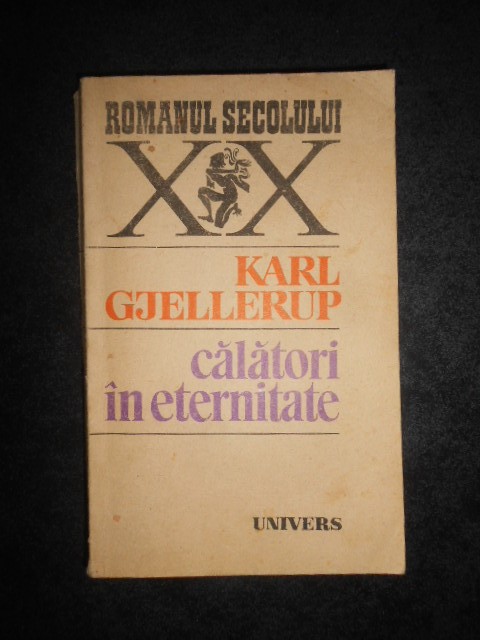 ROMANUL SECOLULUI
XX
KARL
GJELLERUP
călători
în eternitate
UNIVERS